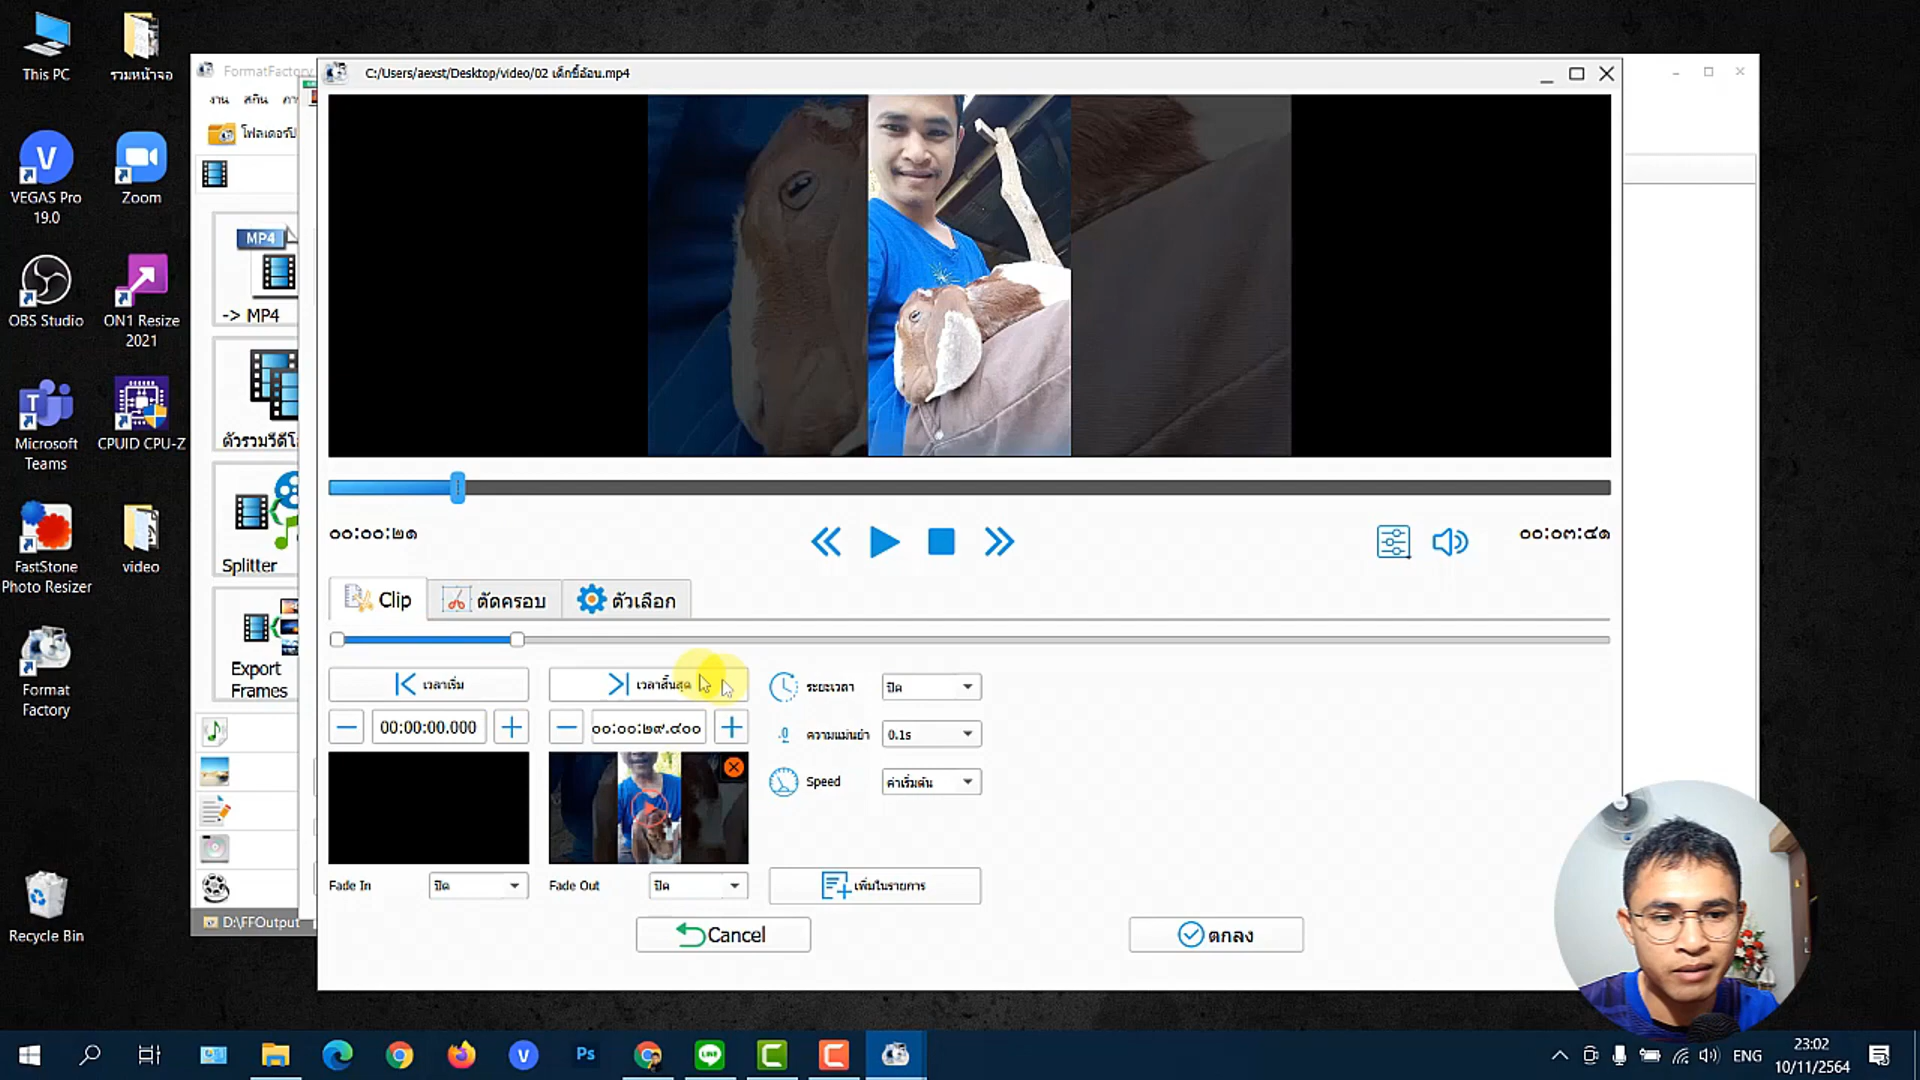 This PC
รวมหน้าจอ
VEGAS Pro
19.0
Zoom
OBS Studio
ON1 Resize
2021
Microsoft
Teams
CPUID CPU-Z
FastStone
Photo Resizer
video
Format
Factory
Recycle Bin
FormatFactory
งาน สกิน
MP4
-> MP4
Splitter
Export
Frames
D:\FFOutput
C:/Users/aexst/Desktop/video/02 เด็กขี้อ้อน.mp4
๐๐:๐๐:๒๑
๐๐:๐๓:๔๑
Clip
ตัดครอบ
ตัวเลือก
เวลาเริ่ม
เวลาสิ้นสุด
ระยะเวลา
ปิด
00:00:00.000
๐๐:๐๐:๒๙.๔๐๐
ความแม่นยำ
0.1s
Speed
ค่าเริ่มต้น
Fade In
ปิด
Fade Out
ปิด
เพิ่มในรายการ
Cancel
ตกลง
V
Ps
LINE
ENG
23:02
10/11/2564